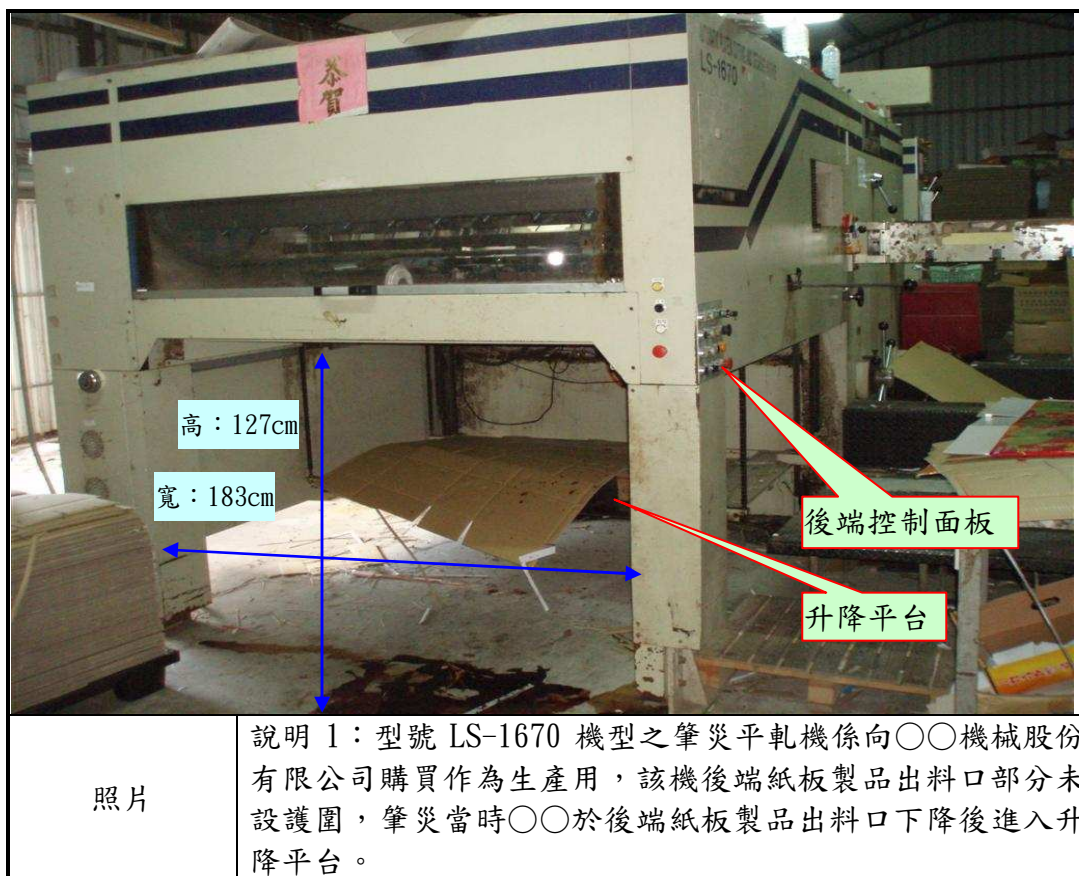 恭
賀
LS-1670
高：127cm
寬：183cm
後端控制面板
升降平台
照片
說明 1：型號 LS-1670 機型之肇災平軋機係向○○機械股份
有限公司購買作為生產用，該機後端紙板製品出料口部分未
設護圍，肇災當時○○於後端紙板製品出料口下降後進入升
降平台。